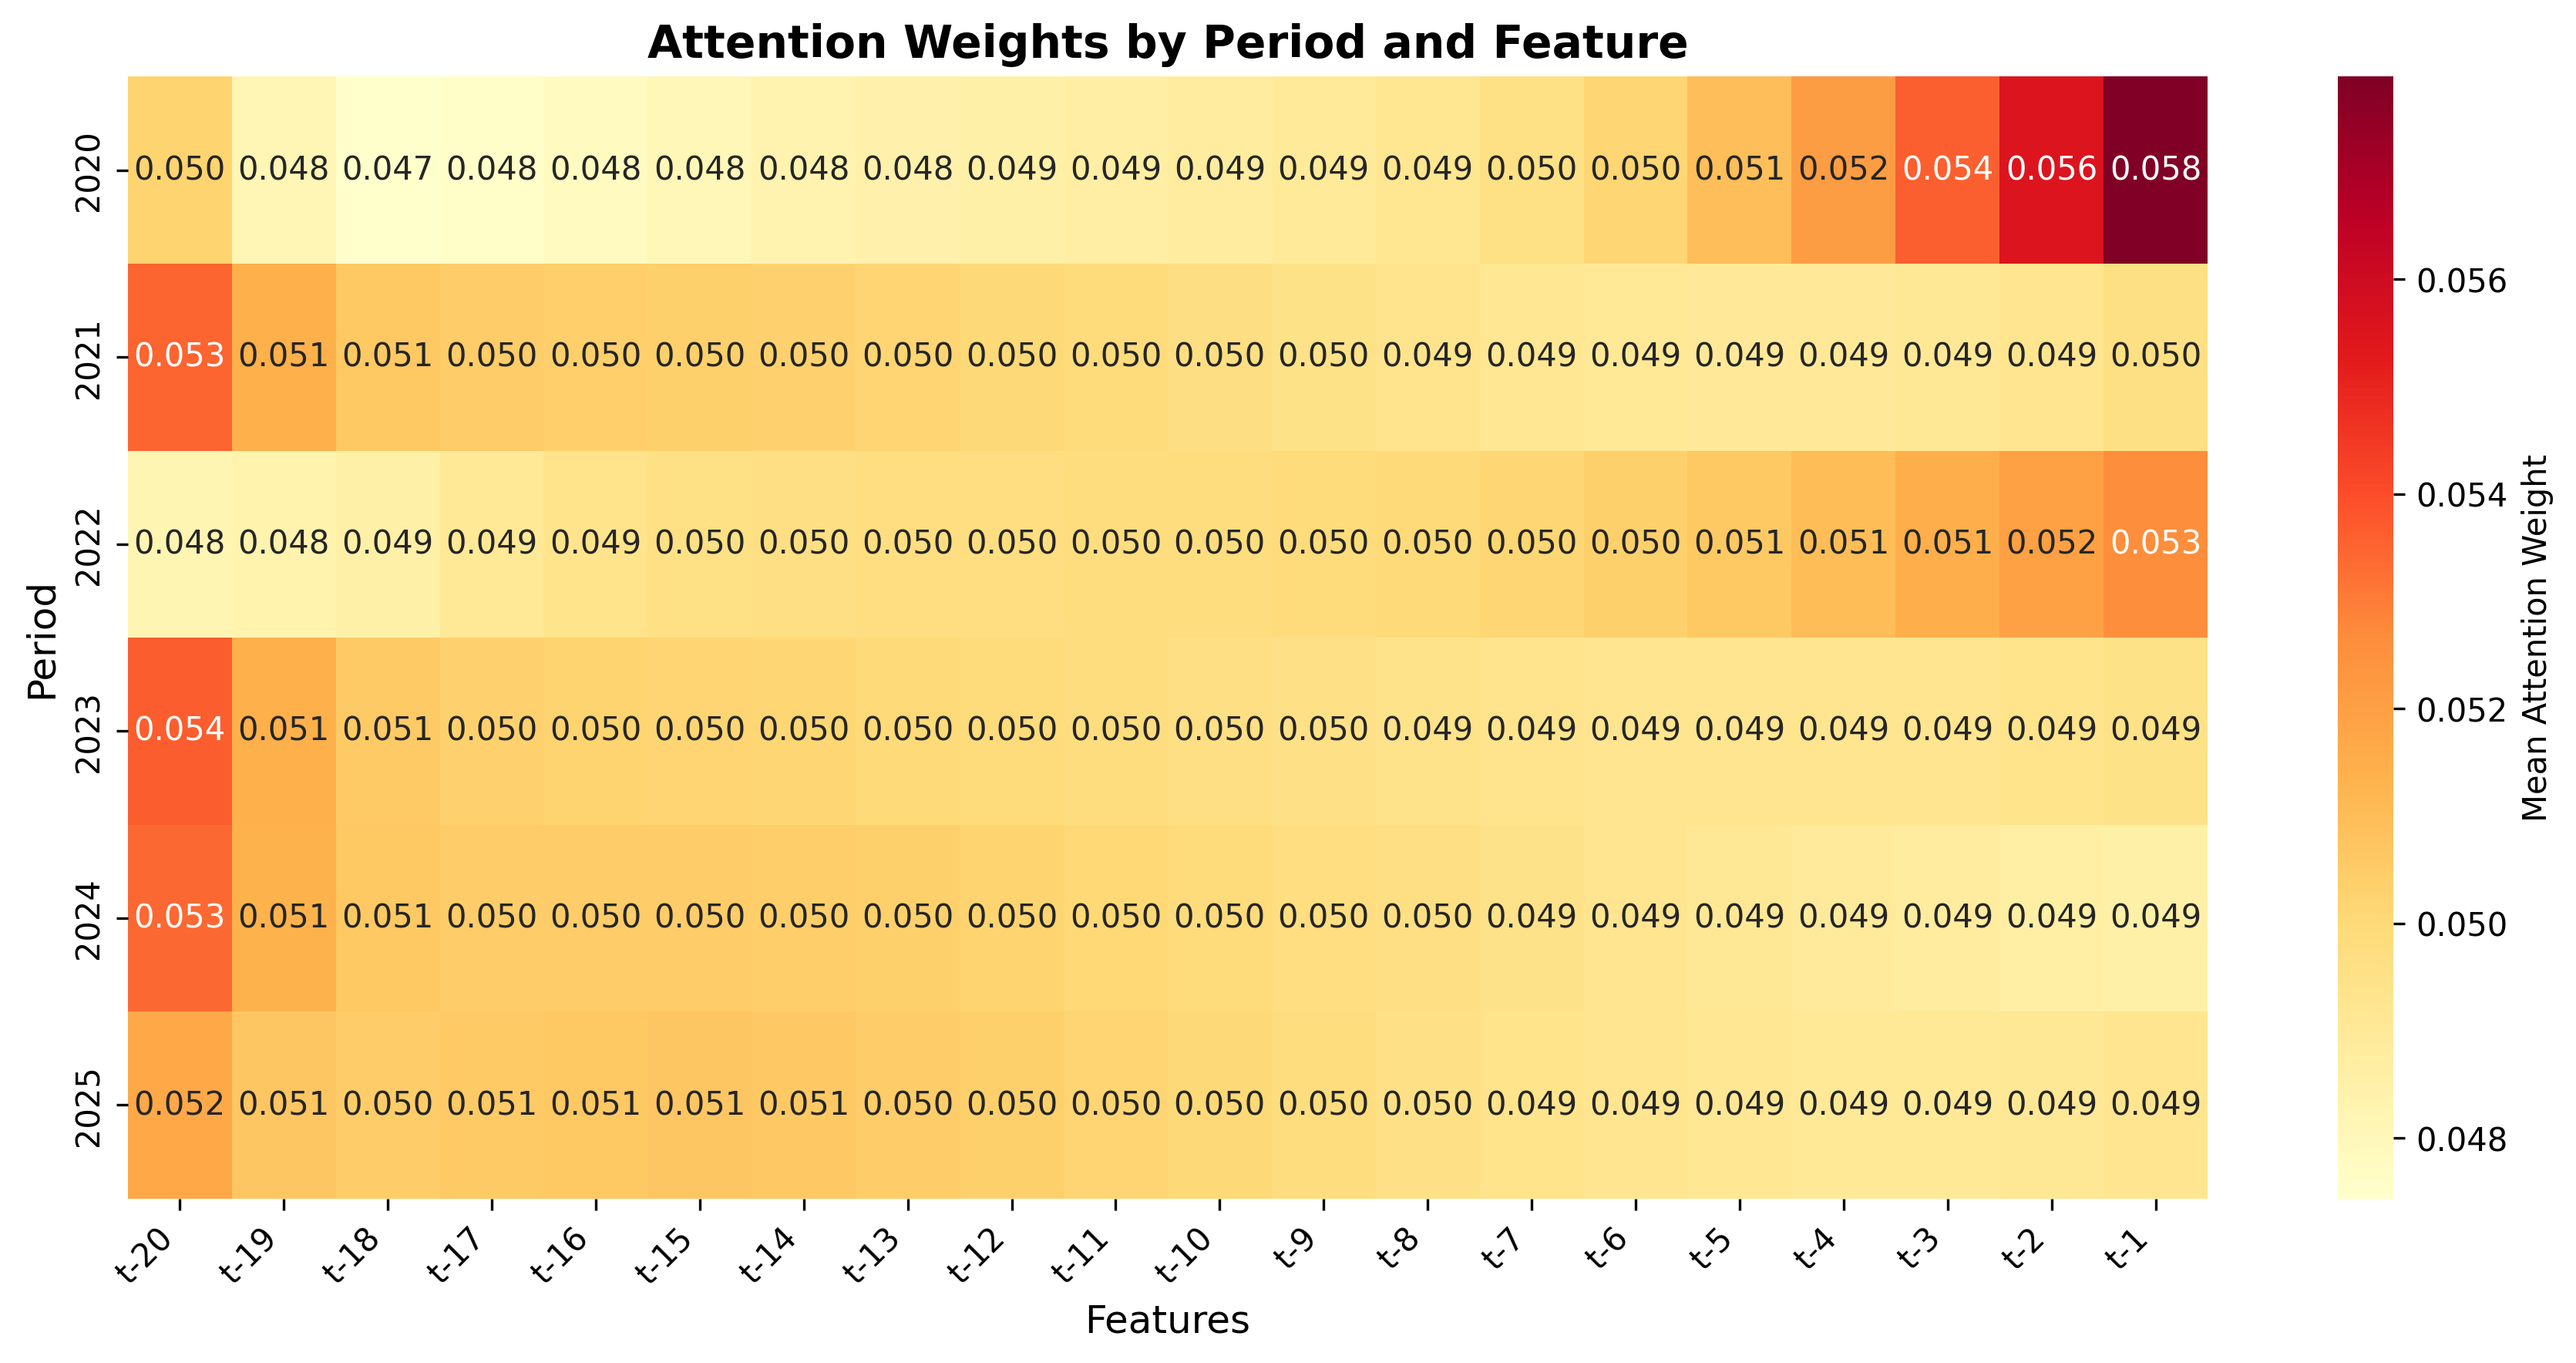 Attention Weights by Period and Feature
2020 0.050 0.048 0.047 0.048 0.048 0.048 0.048 0.048 0.049 0.049 0.049 0.049 0.049 0.050 0.050 0.051 0.052 0.054 0.056 0.058
2021 0.053 0.051 0.051 0.050 0.050 0.050 0.050 0.050 0.050 0.050 0.050 0.050 0.049 0.049 0.049 0.049 0.049 0.049 0.049 0.050
2022 0.048 0.048 0.049 0.049 0.049 0.050 0.050 0.050 0.050 0.050 0.050 0.050 0.050 0.050 0.050 0.051 0.051 0.051 0.052 0.053
2023 0.054 0.051 0.051 0.050 0.050 0.050 0.050 0.050 0.050 0.050 0.050 0.050 0.049 0.049 0.049 0.049 0.049 0.049 0.049 0.049
2024 0.053 0.051 0.051 0.050 0.050 0.050 0.050 0.050 0.050 0.050 0.050 0.050 0.050 0.049 0.049 0.049 0.049 0.049 0.049 0.049
2025 0.052 0.051 0.050 0.051 0.051 0.051 0.051 0.050 0.050 0.050 0.050 0.050 0.050 0.049 0.049 0.049 0.049 0.049 0.049 0.049
Period
t-20 t-19 t-18 t-17 t-16 t-15 t-14 t-13 t-12 t-11 t-10 t-9 t-8 t-7 t-6 t-5 t-4 t-3 t-2 t-1
Features
0.056
0.054
0.052
0.050
0.048
Mean Attention Weight